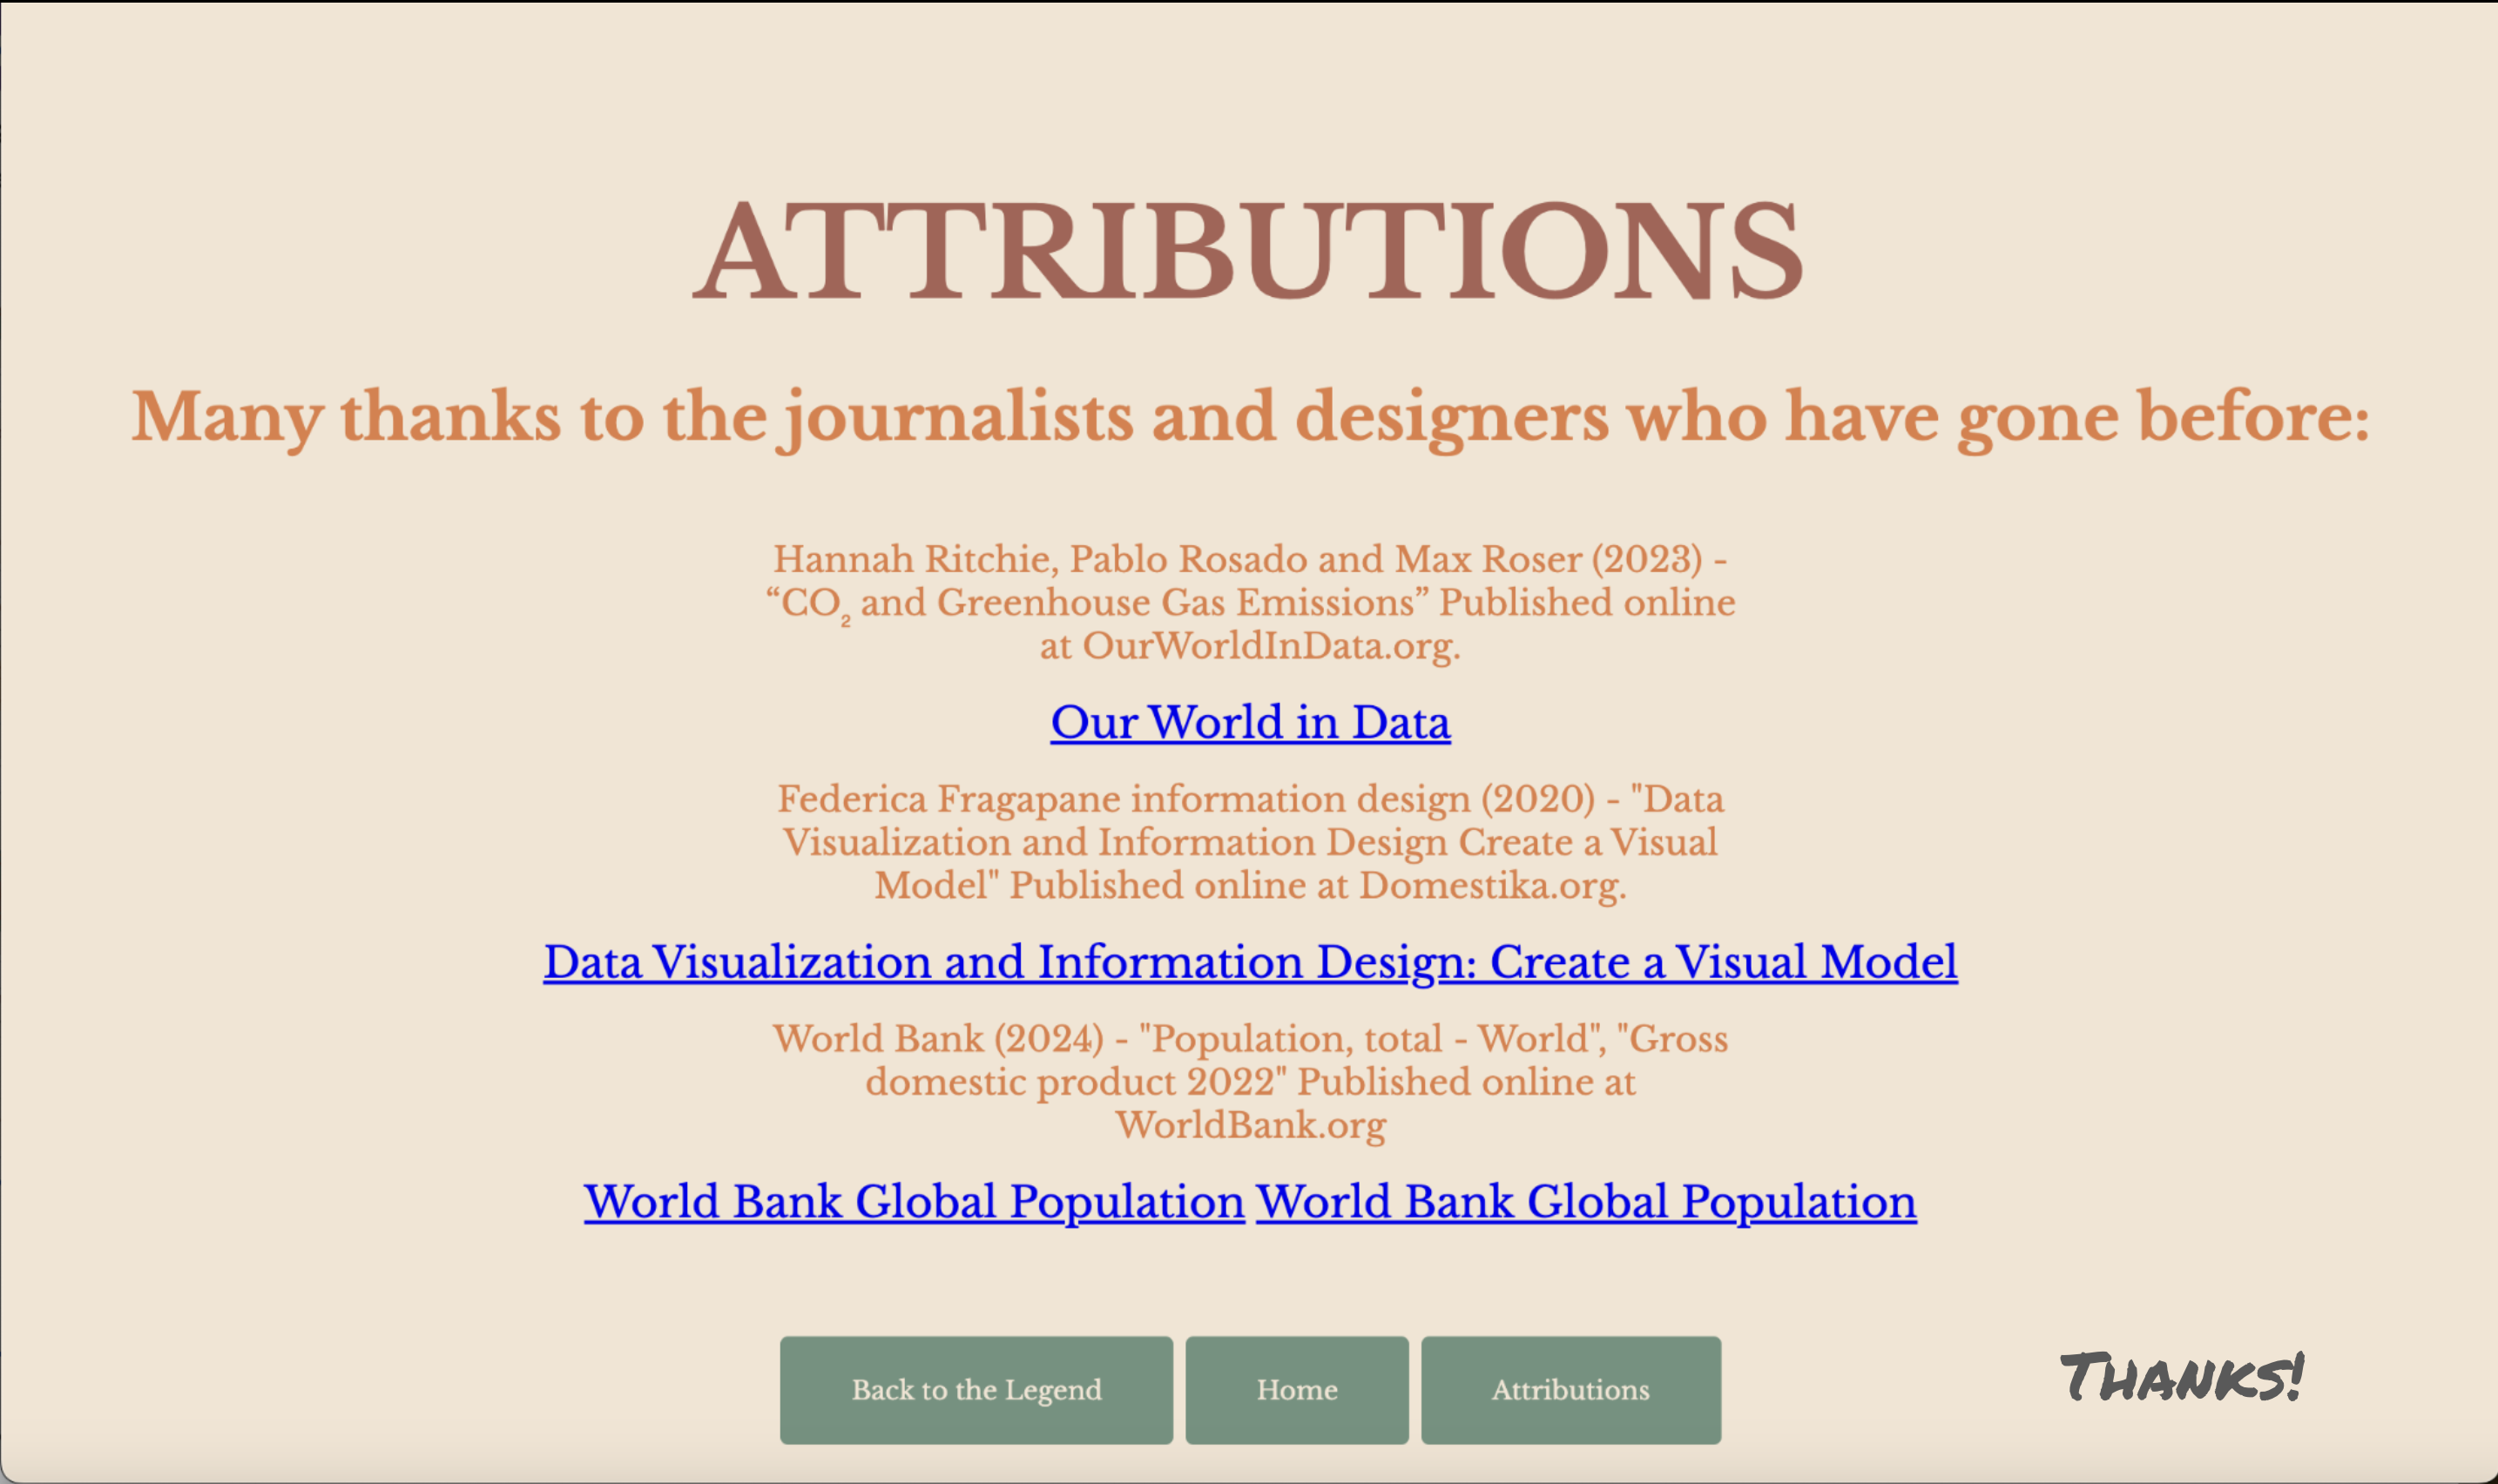 ATTRIBUTIONS
Many thanks to the journalists and designers who have gone before:
Hannah Ritchie, Pablo Rosado and Max Roser (2023) -
“CO₂ and Greenhouse Gas Emissions” Published online
at OurWorldInData.org.
Our World in Data
Federica Fragapane information design (2020) - "Data
Visualization and Information Design Create a Visual
Model" Published online at Domestika.org.
Data Visualization and Information Design: Create a Visual Model
World Bank (2024) - "Population, total - World", "Gross
domestic product 2022" Published online at
WorldBank.org
World Bank Global Population World Bank Global Population
Back to the Legend Home Attributions THANKS!